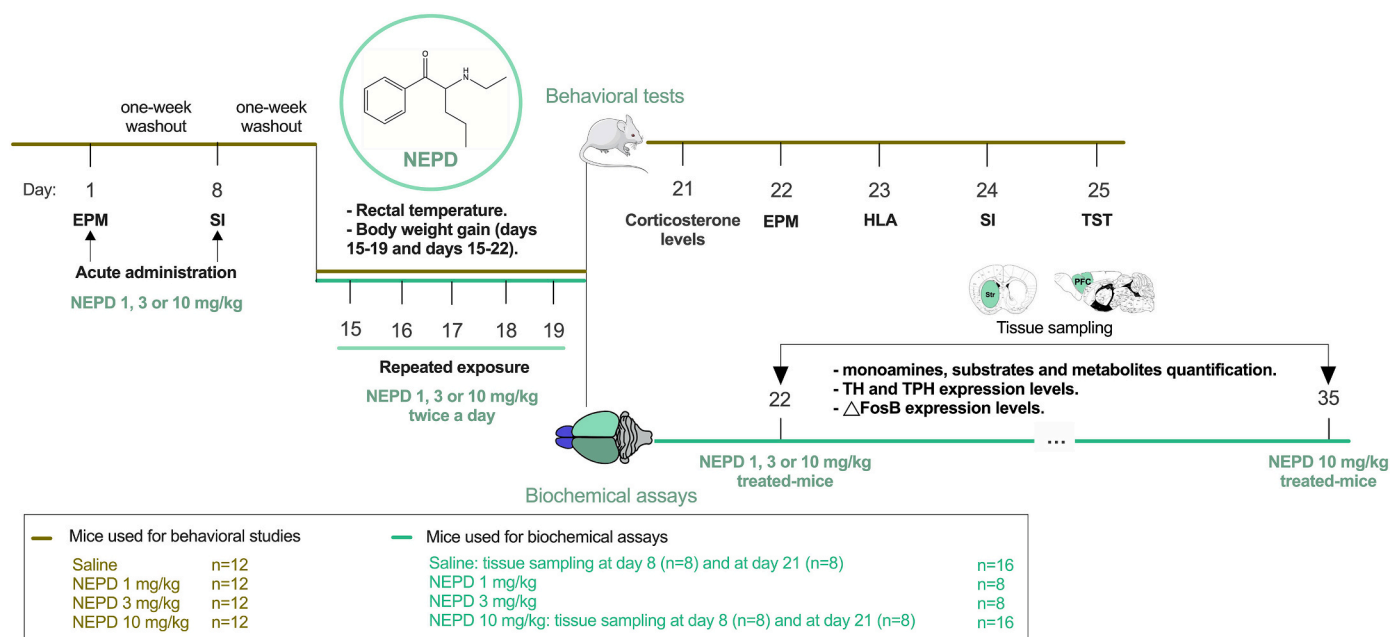 one-week
washout
one-week
washout
Day:
1
8
EPM
SI
Acute administration
NEPD 1, 3 or 10 mg/kg
O
H
N
NEPD
- Rectal temperature.
- Body weight gain (days
15-19 and days 15-22).
15 16 17 18 19
Repeated exposure
NEPD 1, 3 or 10 mg/kg
twice a day
Behavioral tests
21 22 23 24 25
Corticosterone
levels
EPM
HLA
SI
TST
Str
PFC
Tissue sampling
- monoamines, substrates and metabolites quantification.
- TH and TPH expression levels.
- △FosB expression levels.
22
35
...
NEPD 1, 3 or 10 mg/kg
treated-mice
NEPD 10 mg/kg
treated-mice
Biochemical assays
Mice used for behavioral studies
Saline n=12
NEPD 1 mg/kg n=12
NEPD 3 mg/kg n=12
NEPD 10 mg/kg n=12
Mice used for biochemical assays
Saline: tissue sampling at day 8 (n=8) and at day 21 (n=8) n=16
NEPD 1 mg/kg n=8
NEPD 3 mg/kg n=8
NEPD 10 mg/kg: tissue sampling at day 8 (n=8) and at day 21 (n=8) n=16